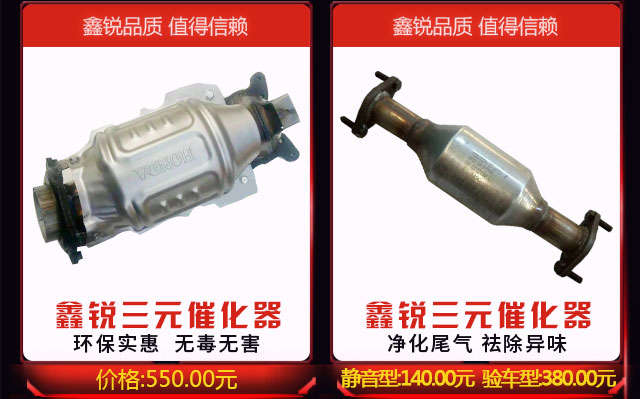 鑫锐品质 值得信赖
HONDA
鑫锐三元催化器
环保实惠 无毒无害
价格:550.00元
鑫锐品质 值得信赖
鑫锐三元催化器
净化尾气 祛除异味
静音型:140.00元 验车型:380.00元